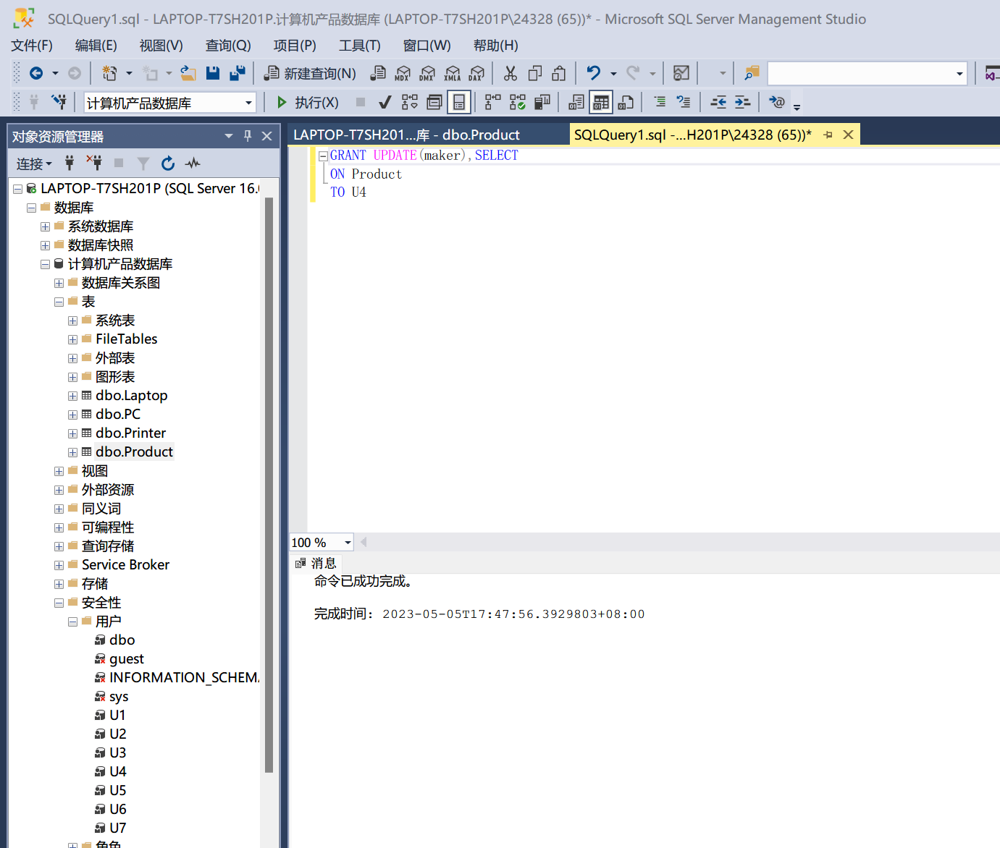 SQLQuery1.sql - LAPTOP-T7SH201P.计算机产品数据库 (LAPTOP-T7SH201P\24328 (65))* - Microsoft SQL Server Management Studio
文件(F) 编辑(E) 视图(V) 查询(Q) 项目(P) 工具(T) 窗口(W) 帮助(H)
新建查询(N) MDX DMX XMLA DAX
计算机产品数据库 执行(X)
对象资源管理器
连接
LAPTOP-T7SH201P (SQL Server 16.
数据库
系统数据库
数据库快照
计算机产品数据库
数据库关系图
表
系统表
FileTables
外部表
图形表
dbo.Laptop
dbo.PC
dbo.Printer
dbo.Product
视图
外部资源
同义词
可编程性
查询存储
Service Broker
存储
安全性
用户
dbo
guest
INFORMATION_SCHEMA
sys
U1
U2
U3
U4
U5
U6
U7
角色
LAPTOP-T7SH201...库 - dbo.Product
SQLQuery1.sql -...H201P\24328 (65))*
GRANT UPDATE(maker),SELECT
ON Product
TO U4
100 %
消息
命令已成功完成。
完成时间: 2023-05-05T17:47:56.3929803+08:00